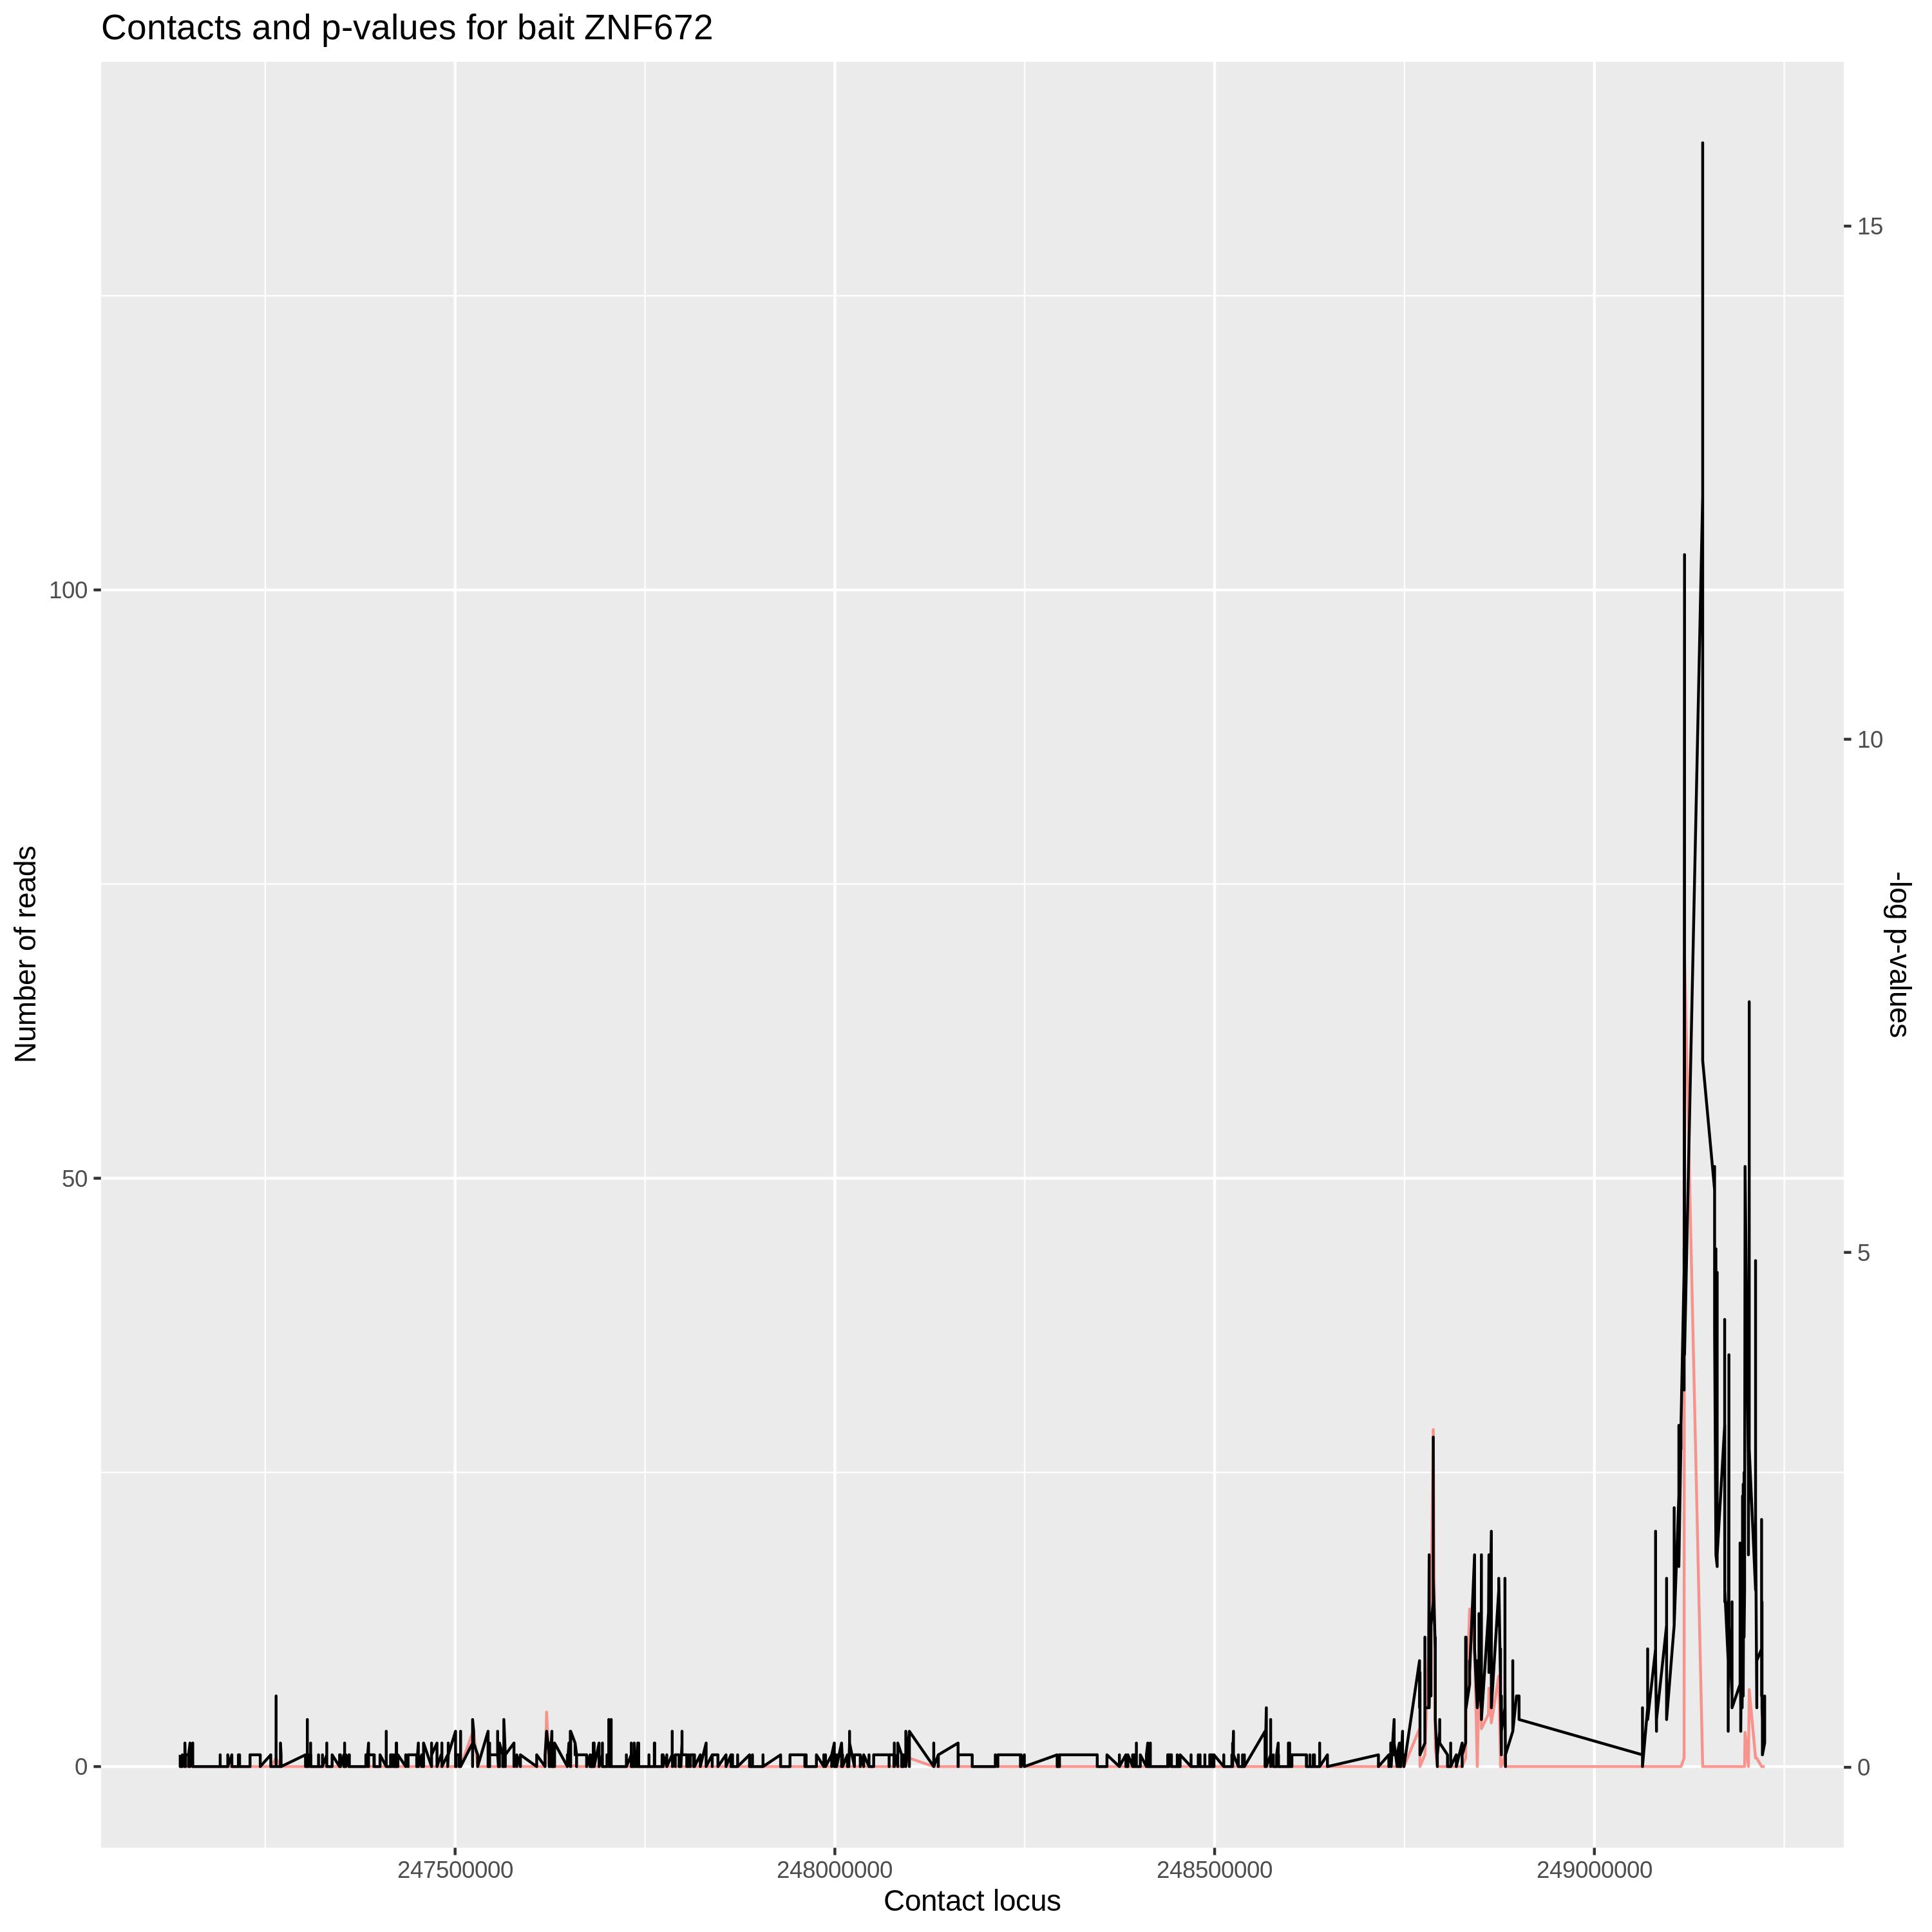 Contacts and p-values for bait ZNF672
Number of reads
100
50
0
15
10
5
0
-log p-values
247500000
248000000
248500000
249000000
Contact locus